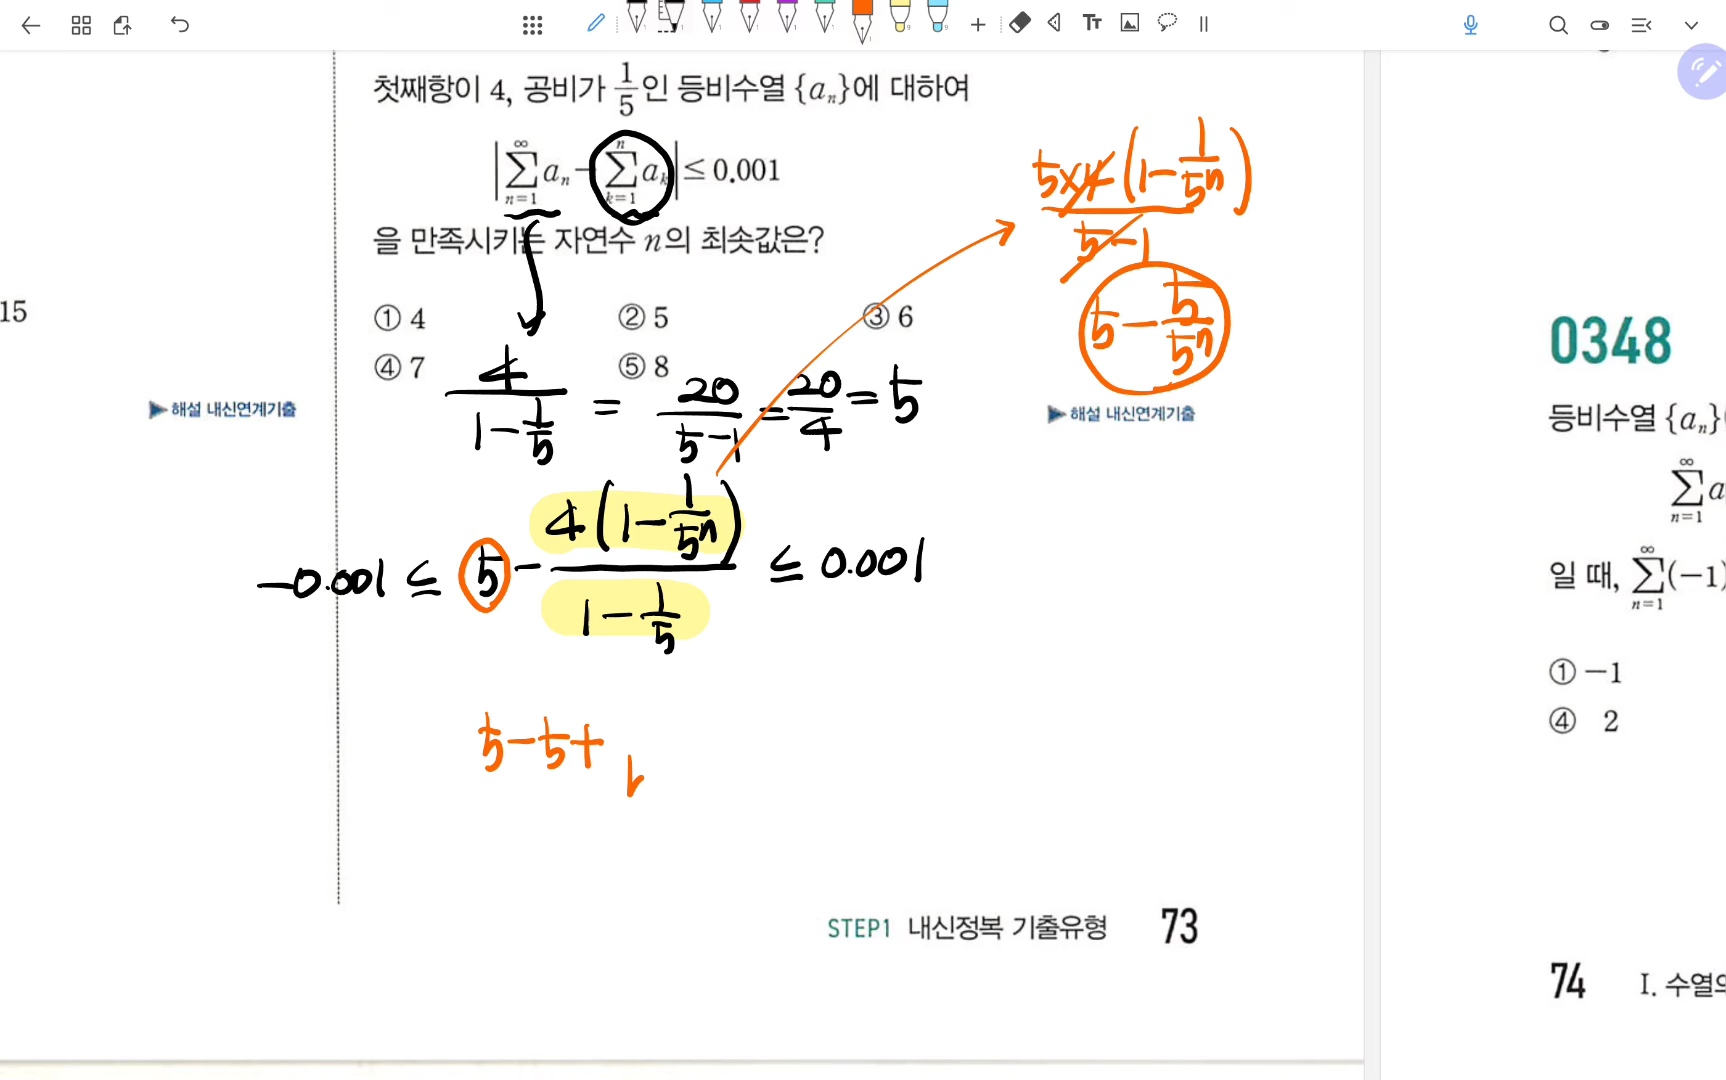 첫째항이 4, 공비가 1/5인 등비수열 {aₙ}에 대하여
|∑_{n=1}^{∞} aₙ − ∑_{k=1}^{n} aₖ| ≤ 0.001
을 만족시키는 자연수 n의 최솟값은?
① 4 ② 5 ③ 6
④ 7 ⑤ 8
▶ 해설 내신연계기출
4/(1−1/5) = 20/(5−1) = 20/4 = 5
−0.001 ≤ 5 − 4(1−1/5ⁿ)/(1−1/5) ≤ 0.001
5−5+
5×4(1−1/5ⁿ)/(5−1)
5−5/5ⁿ
STEP1 내신정복 기출유형 73
15
▶ 해설 내신연계기출
0348
등비수열 {aₙ}
∑_{n=1}^{∞} a
일 때, ∑_{n=1}^{∞}(−1)
① −1
④ 2
74 I. 수열의